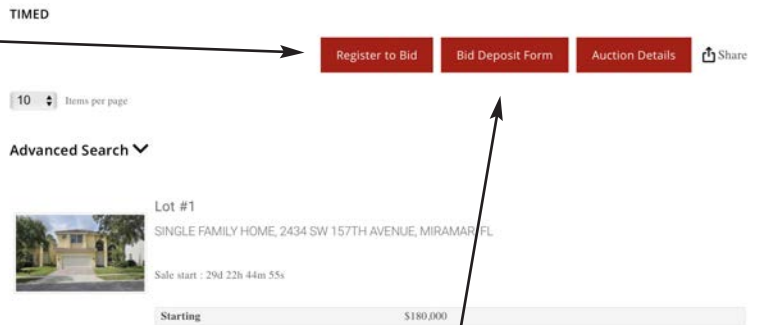 TIMED
Register to Bid Bid Deposit Form Auction Details Share
10 Items per page
Advanced Search
Lot #1
SINGLE FAMILY HOME, 2434 SW 157TH AVENUE, MIRAMAR, FL
Sale start : 29d 22h 44m 55s
Starting $180,000